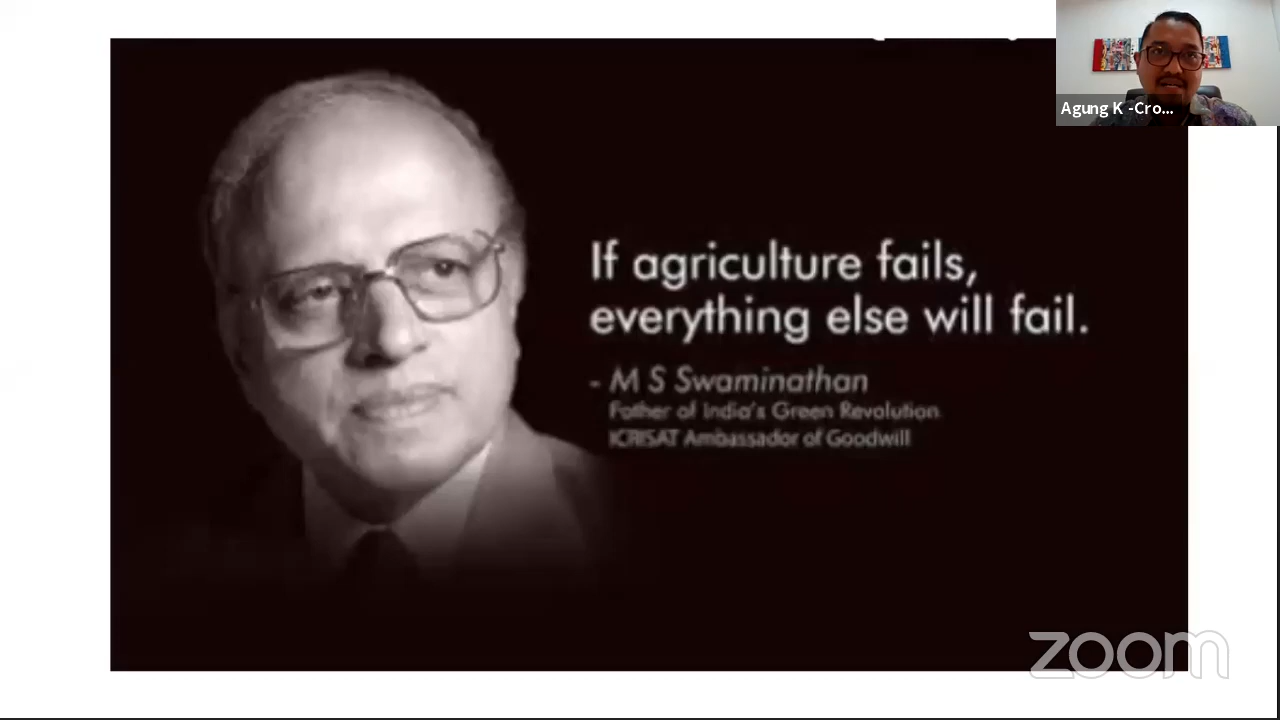 Agung K -Cro...
If agriculture fails,
everything else will fail.
- M S Swaminathan
Father of India's Green Revolution
ICRISAT Ambassador of Goodwill
zoom